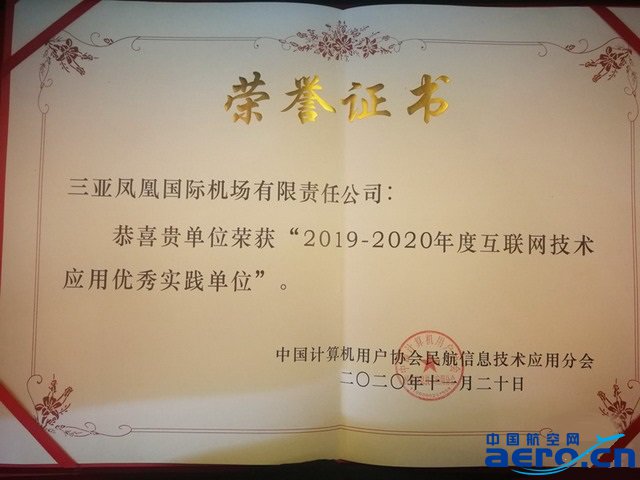 荣誉证书
三亚凤凰国际机场有限责任公司：
恭喜贵单位荣获“2019-2020年度互联网技术
应用优秀实践单位”。
中国计算机用户协会民航信息技术应用分会
二〇二〇年十一月二十日
中国航空网
aero.cn